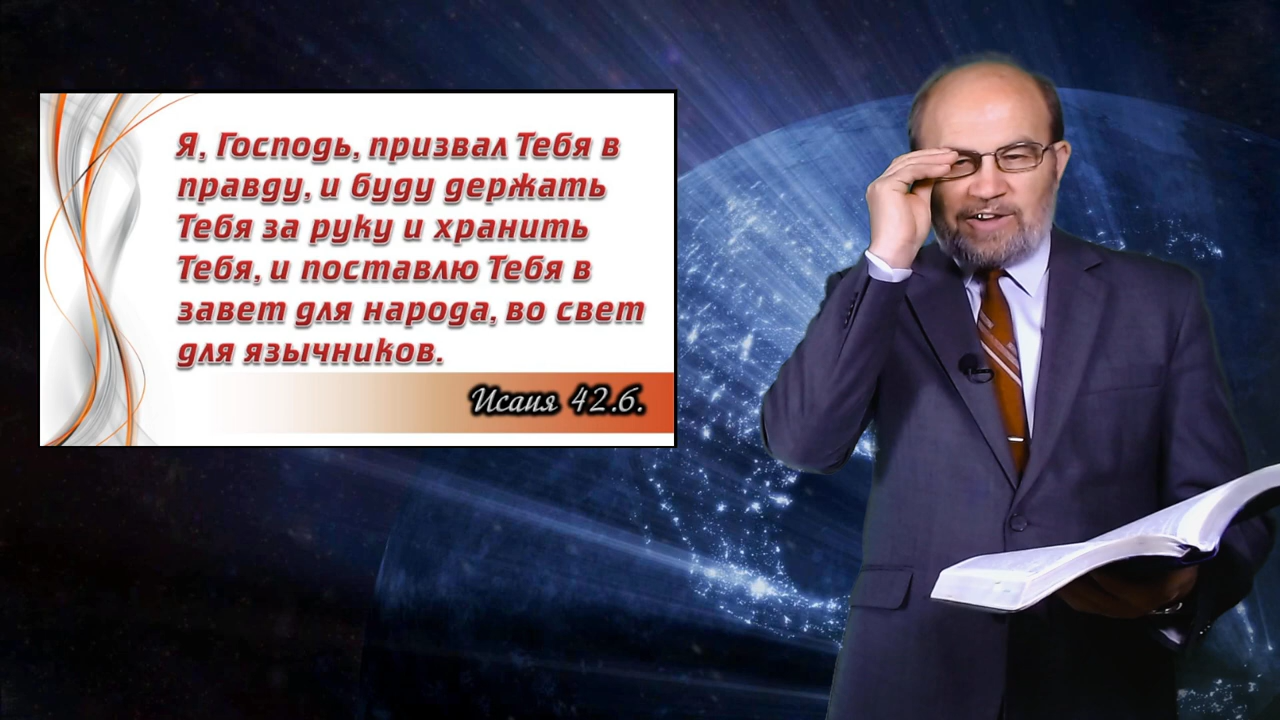 Я, Господь, призвал Тебя в
правду, и буду держать
Тебя за руку и хранить
Тебя, и поставлю Тебя в
завет для народа, во свет
для язычников.
Исаия 42.6.